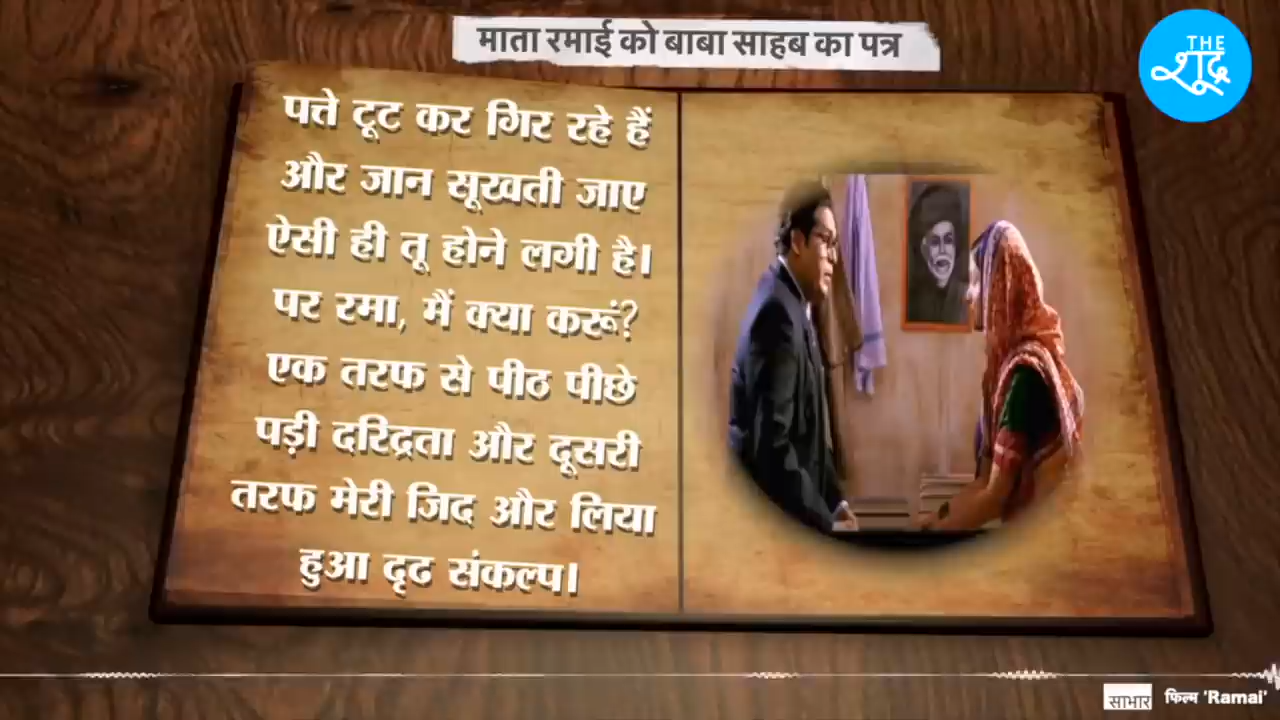 माता रमाई को बाबा साहब का पत्र
THE
शूद्र
पत्ते टूट कर गिर रहे हैं
और जान सूखती जाए
ऐसी ही तू होने लगी है।
पर रमा, मैं क्या करूं?
एक तरफ से पीठ पीछे
पड़ी दरिद्रता और दूसरी
तरफ मेरी जिद और लिया
हुआ दृढ संकल्प।
साभार फिल्म 'Ramai'